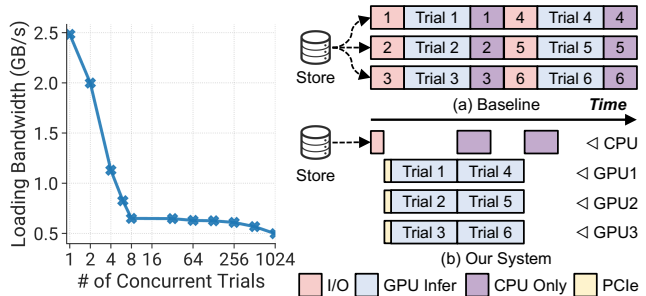 Loading Bandwidth (GB/s)
2.5
2.0
1.5
1.0
0.5
1 2 4 8 16 64 256 1024
# of Concurrent Trials
Store
1 Trial 1 1 4 Trial 4 4
2 Trial 2 2 5 Trial 5 5
3 Trial 3 3 6 Trial 6 6
(a) Baseline
Time
Store
◁ CPU
Trial 1 Trial 4 ◁ GPU1
Trial 2 Trial 5 ◁ GPU2
Trial 3 Trial 6 ◁ GPU3
(b) Our System
I/O GPU Infer CPU Only PCIe